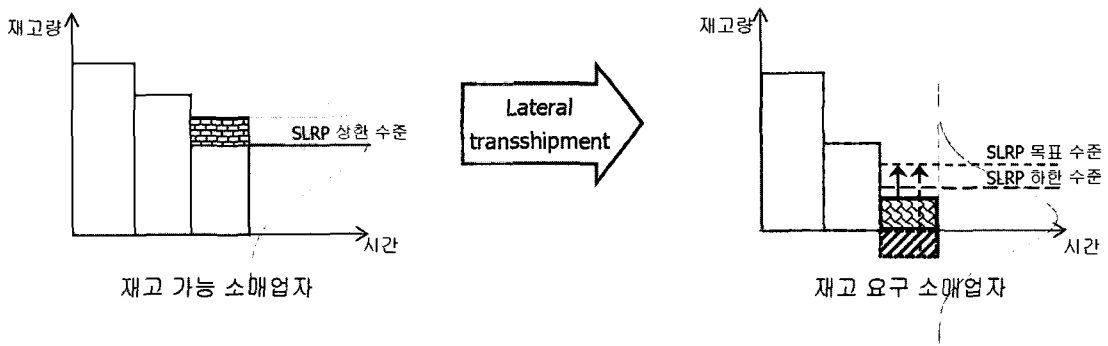 재고량
SLRP 상한 수준
시간
재고 가능 소매업자
Lateral
transshipment
재고량
SLRP 목표 수준
SLRP 하한 수준
시간
재고 요구 소매업자